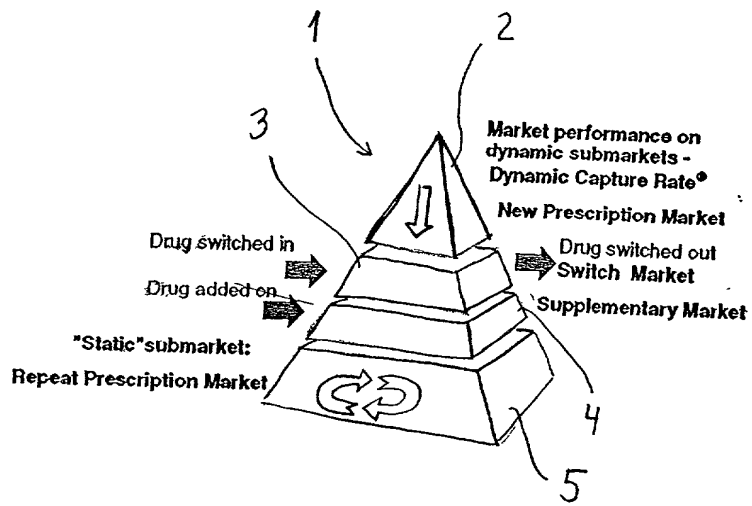 1
2
3
Market performance on
dynamic submarkets -
Dynamic Capture Rate®
New Prescription Market
Drug switched in
Drug switched out
Switch Market
Drug added on
Supplementary Market
"Static"submarket:
Repeat Prescription Market
4
5